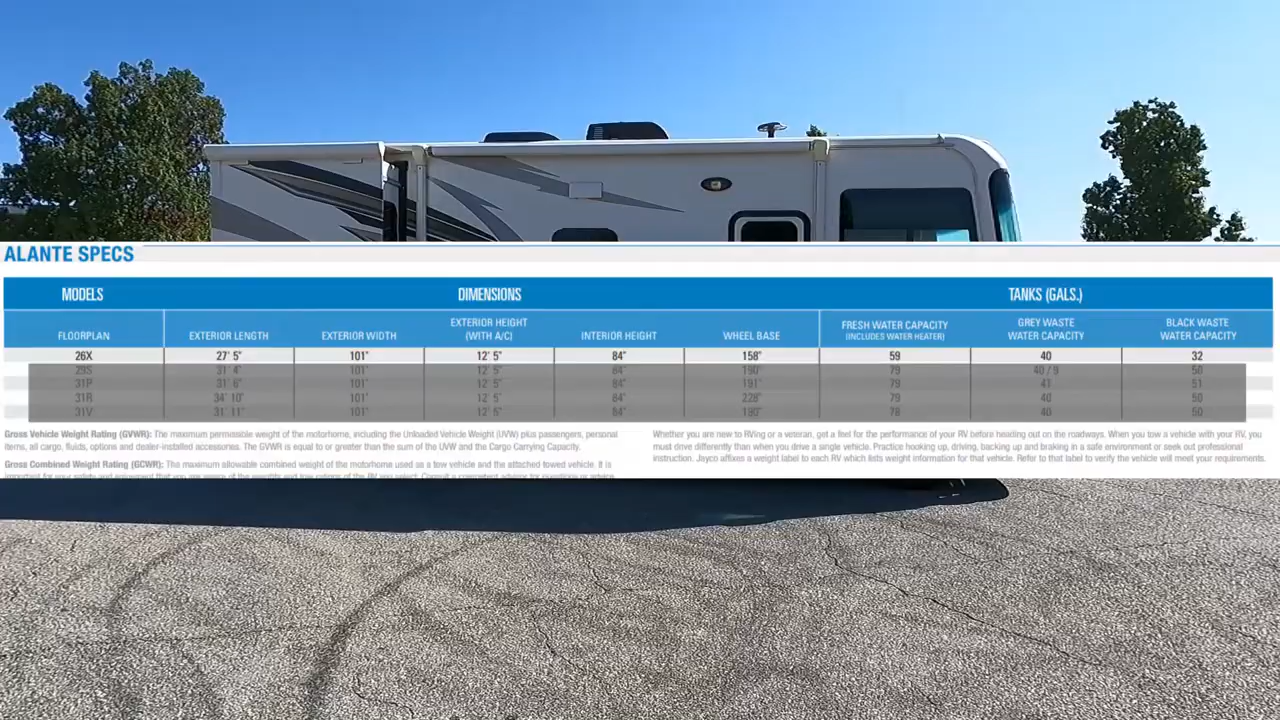 ALANTE SPECS
MODELS DIMENSIONS TANKS (GALS.)
FLOORPLAN EXTERIOR LENGTH EXTERIOR WIDTH EXTERIOR HEIGHT (WITH A/C) INTERIOR HEIGHT WHEEL BASE FRESH WATER CAPACITY (INCLUDES WATER HEATER) GREY WASTE WATER CAPACITY BLACK WASTE WATER CAPACITY
26X 27' 5" 101" 12' 5" 84" 158" 59 40 32
29S 31' 4" 101" 12' 5" 84" 190" 79 40 / 9 50
31P 31' 6" 101" 12' 5" 84" 191" 79 41 51
31R 34' 10" 101" 12' 5" 84" 228" 79 40 50
31V 31' 11" 101" 12' 5" 84" 78 40 50
Gross Vehicle Weight Rating (GVWR): The maximum permissible weight of the motorhome, including the Unloaded Vehicle Weight (UVW) plus passengers, personal
items, all cargo, fluids, options and dealer-installed accessories. The GVWR is equal to or greater than the sum of the UVW and the Cargo Carrying Capacity.
Gross Combined Weight Rating (GCWR): The maximum allowable combined weight of the motorhome used as a tow vehicle and the attached towed vehicle. It is
Whether you are new to RVing or a veteran, get a feel for the performance of your RV before heading out on the roadways. When you tow a vehicle with your RV, you
must drive differently than when you drive a single vehicle. Practice hooking up, driving, backing up and braking in a safe environment or seek out professional
instruction. Jayco affixes a weight label to each RV which lists weight information for that vehicle. Refer to that label to verify the vehicle will meet your requirements.